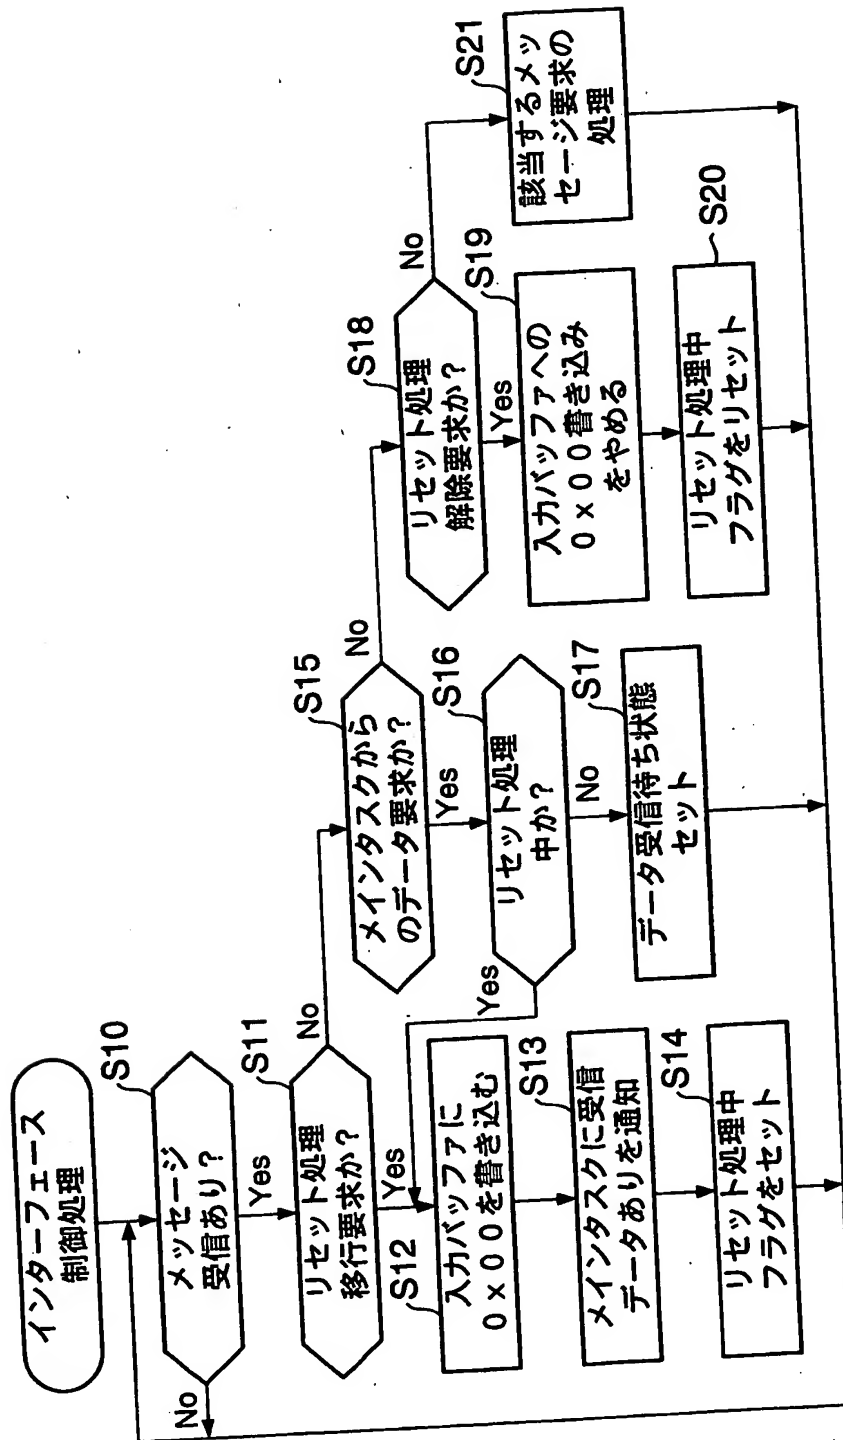 インターフェース
制御処理
S10
メッセージ
受信あり？
No
Yes
S11
リセット処理
移行要求か？
No
Yes
S12
入力バッファに
0x00を書き込む
S13
メインタスクに受信
データありを通知
S14
リセット処理中
フラグをセット
S15
メインタスクから
のデータ要求か？
No
Yes
S16
リセット処理
中か？
Yes
No
S17
データ受信待ち状態
セット
S18
リセット処理
解除要求か？
No
Yes
S19
入力バッファへの
0x00書き込み
をやめる
S20
リセット処理中
フラグをリセット
S21
該当するメッ
セージ要求の
処理